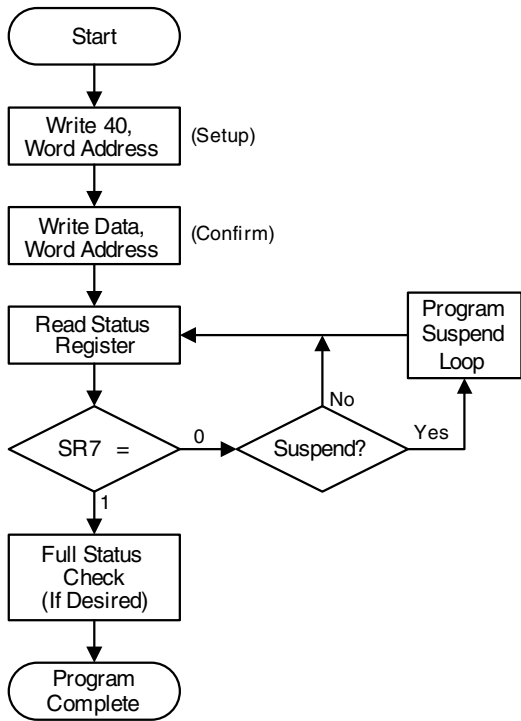 Start
Write 40,
Word Address
(Setup)
Write Data,
Word Address
(Confirm)
Read Status
Register
Program
Suspend
Loop
No
SR7 =
0
Suspend?
Yes
1
Full Status
Check
(If Desired)
Program
Complete